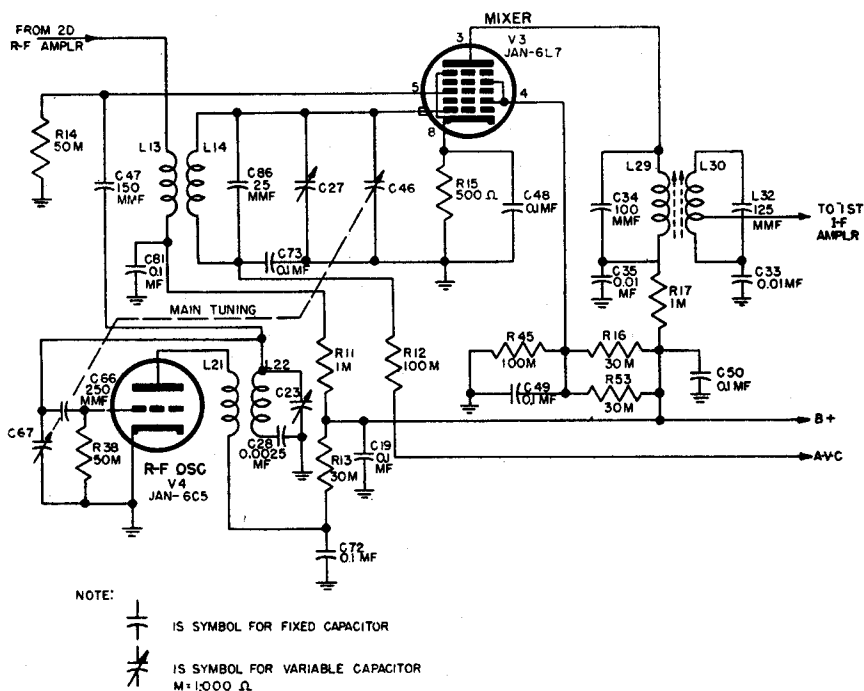 MIXER
FROM 2D
R-F AMPLR
3
V3
JAN-6L7
5
4
8
R14
50M
C47
150
MMF
L13
L14
C86
25
MMF
C27
C46
R15
500 Ω
C48
0.1MF
L29
L30
C34
100
MMF
L32
125
MMF
TO 1ST
I-F
AMPLR
C81
0.1
MF
C73
0.1MF
C35
0.01
MF
C33
0.01MF
R17
1M
MAIN TUNING
R11
1M
R12
100M
R45
100M
R16
30M
C49
0.1MF
R53
30M
C50
0.1MF
C66
250
MMF
L21
L22
C23
C67
R38
50M
C28
0.0025
MF
R13
30M
C19
0.1
MF
B+
A-V-C
R-F OSC
V4
JAN-6C5
C72
0.1 MF
NOTE:
IS SYMBOL FOR FIXED CAPACITOR
IS SYMBOL FOR VARIABLE CAPACITOR
M=1,000 Ω